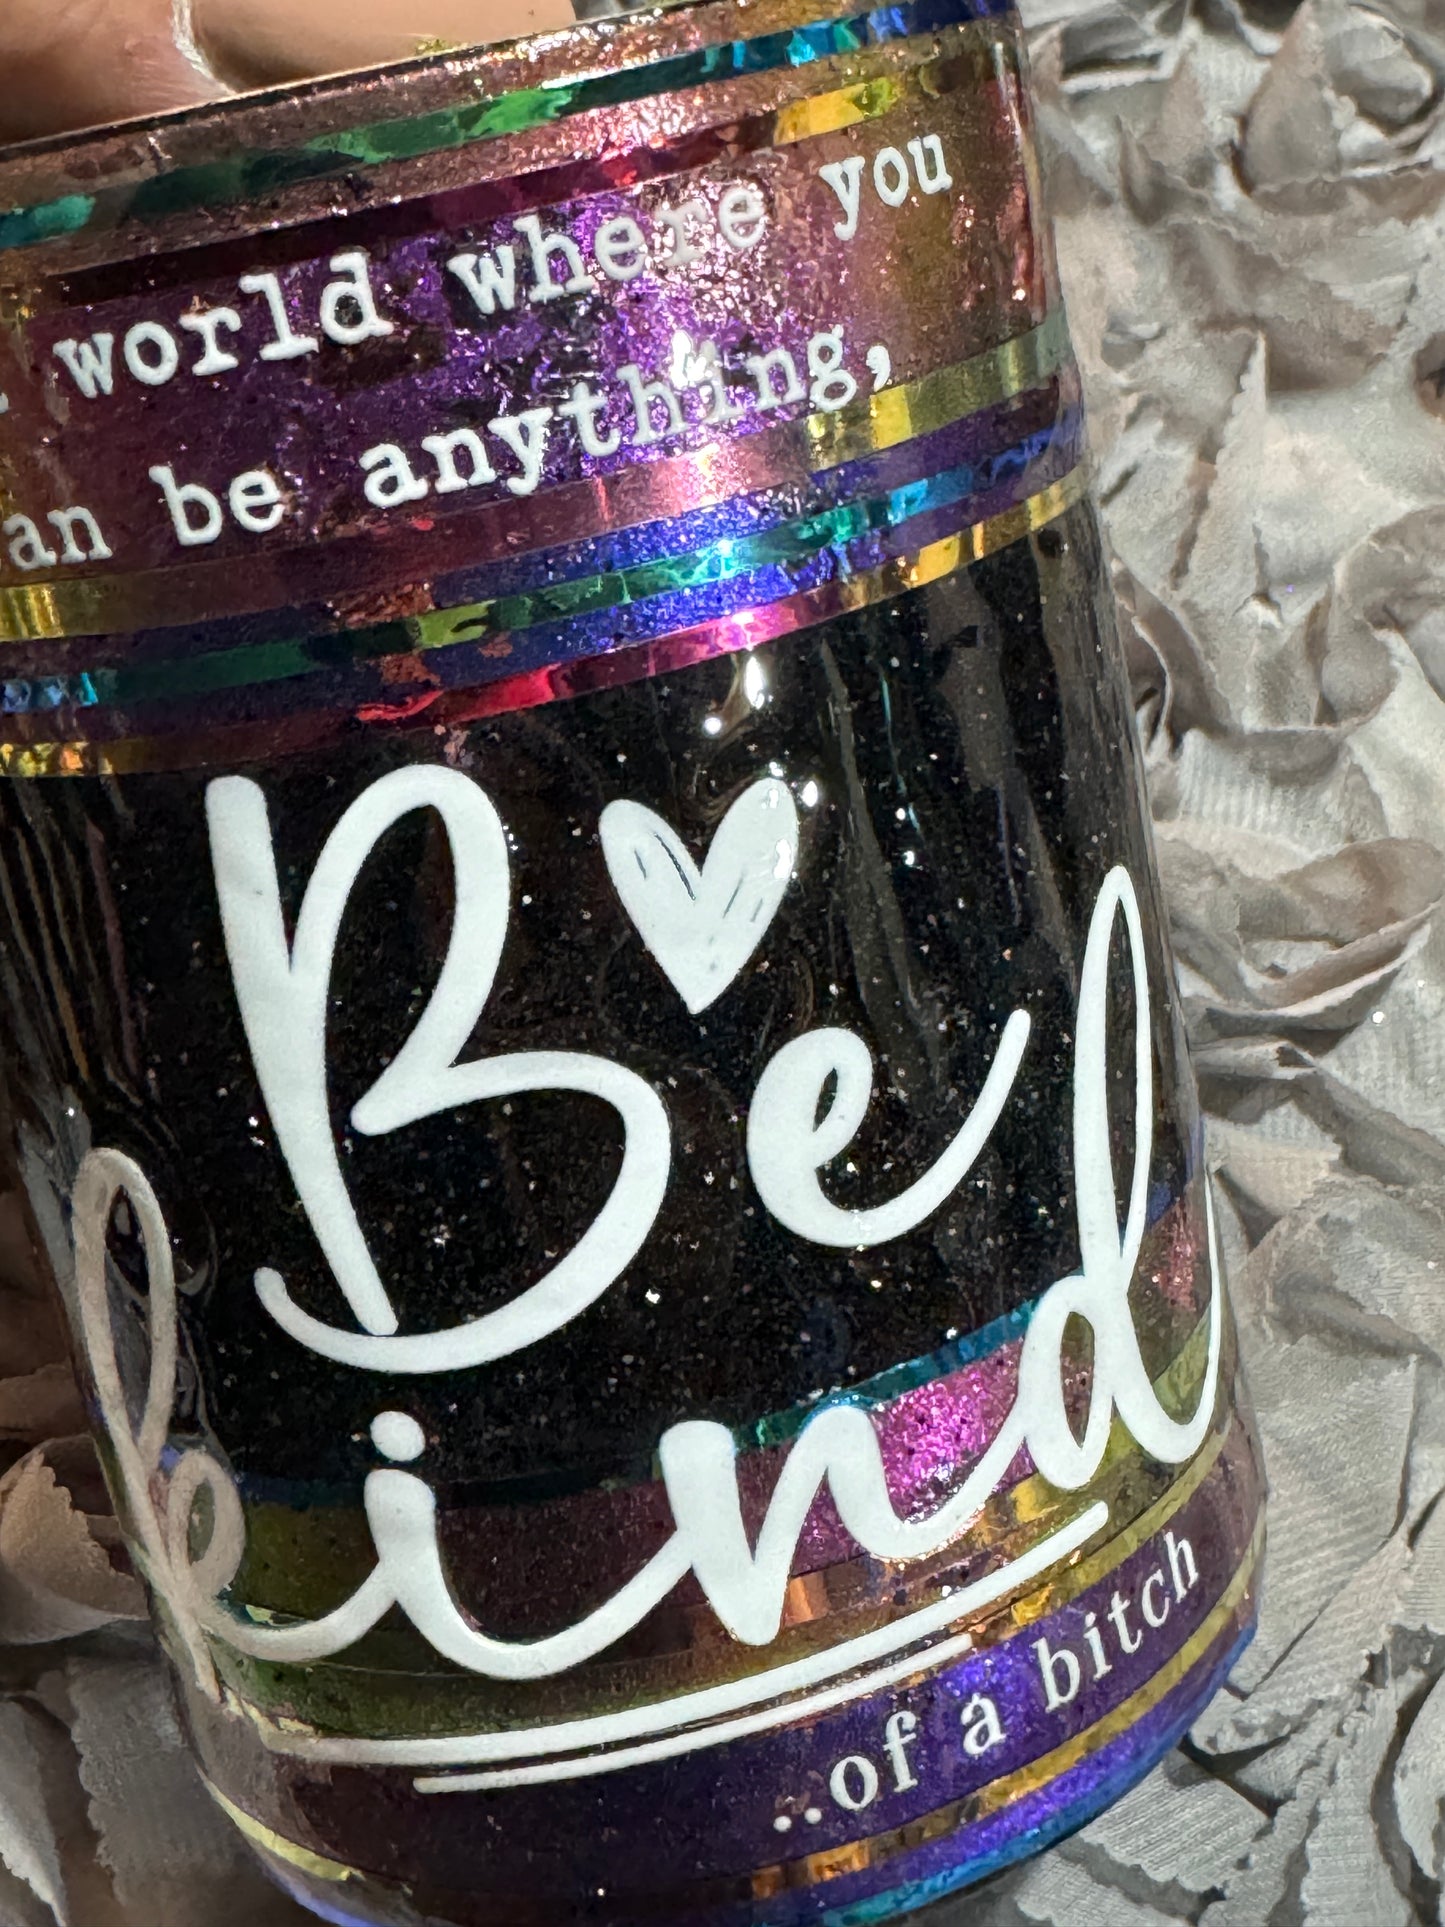 world where you
an be anything,
Be
kind
..of a bitch